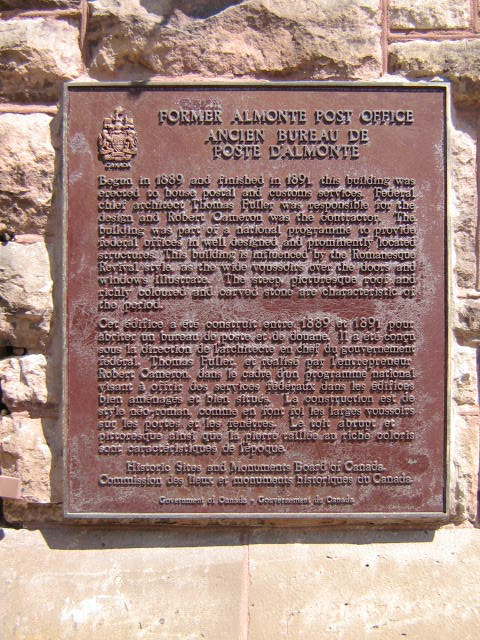 FORMER ALMONTE POST OFFICE
ANCIEN BUREAU DE
POSTE D'ALMONTE
CANADA
Begun in 1889 and finished in 1891, this building was
erected to house postal and customs services. Federal
chief architect Thomas Fuller was responsible for the
design and Robert Cameron was the contractor. The
building was part of a national programme to provide
federal offices in well designed and prominently located
structures. This building is influenced by the Romanesque
Revival style, as the wide voussoirs over the doors and
windows illustrate. The steep, picturesque roof and
richly coloured and carved stone are characteristic of
the period.
Cet édifice a été construit entre 1889 et 1891 pour
abriter un bureau de poste et de douane. Il a été conçu
sous la direction de l'architecte en chef du gouvernement
fédéral, Thomas Fuller, et réalisé par l'entrepreneur
Robert Cameron, dans le cadre d'un programme national
visant à offrir des services fédéraux dans les édifices
bien aménagés et bien situés. La construction est de
style néo-roman, comme en font foi les larges voussoirs
sur les portes et les fenêtres. Le toit abrupt et
pittoresque ainsi que la pierre taillée au riche coloris
sont caractéristiques de l'époque.
Historic Sites and Monuments Board of Canada.
Commission des lieux et monuments historiques du Canada.
Government of Canada - Gouvernement du Canada